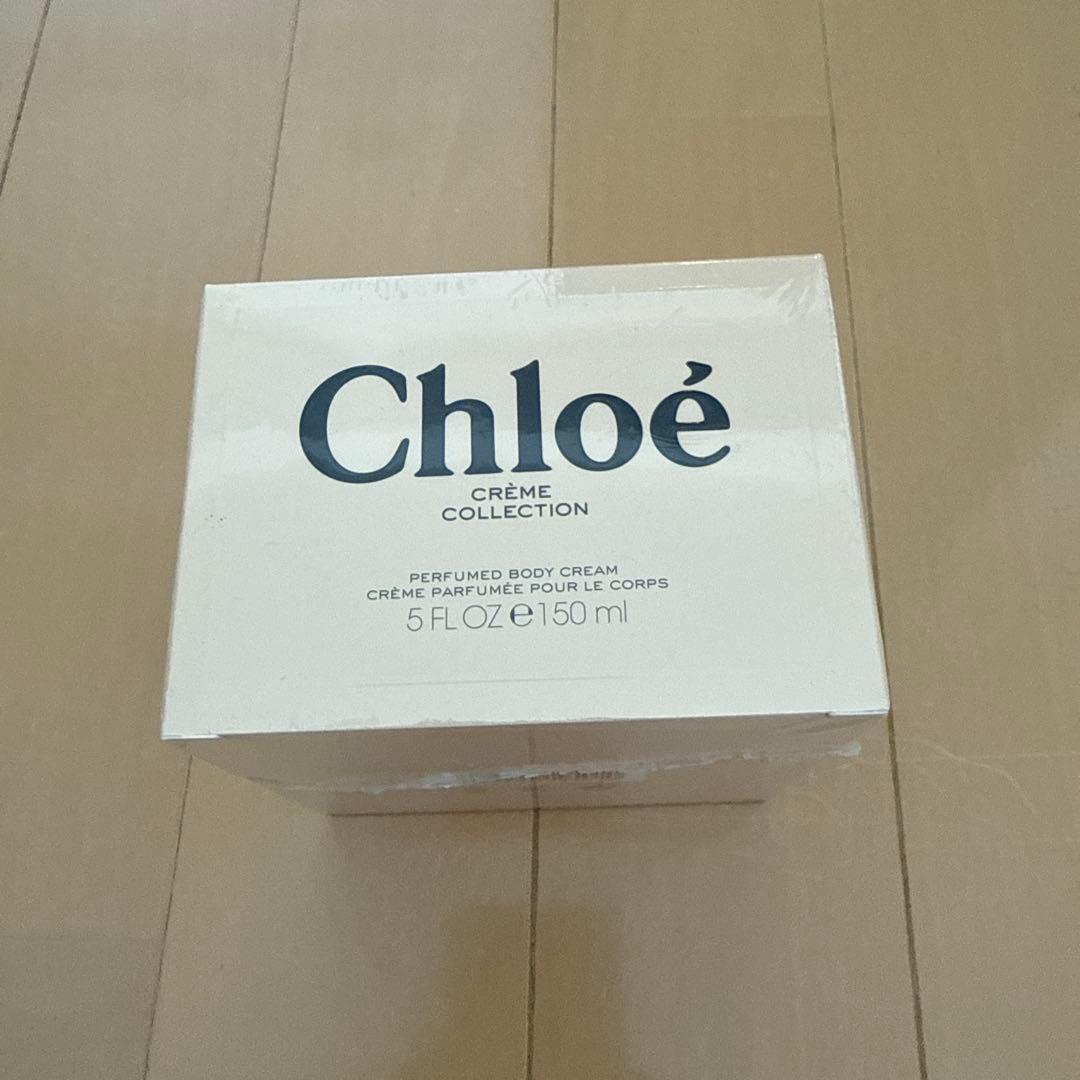 Chloé
CRÈME
COLLECTION
PERFUMED BODY CREAM
CRÈME PARFUMÉE POUR LE CORPS
5 FL OZ ℮ 150 ml